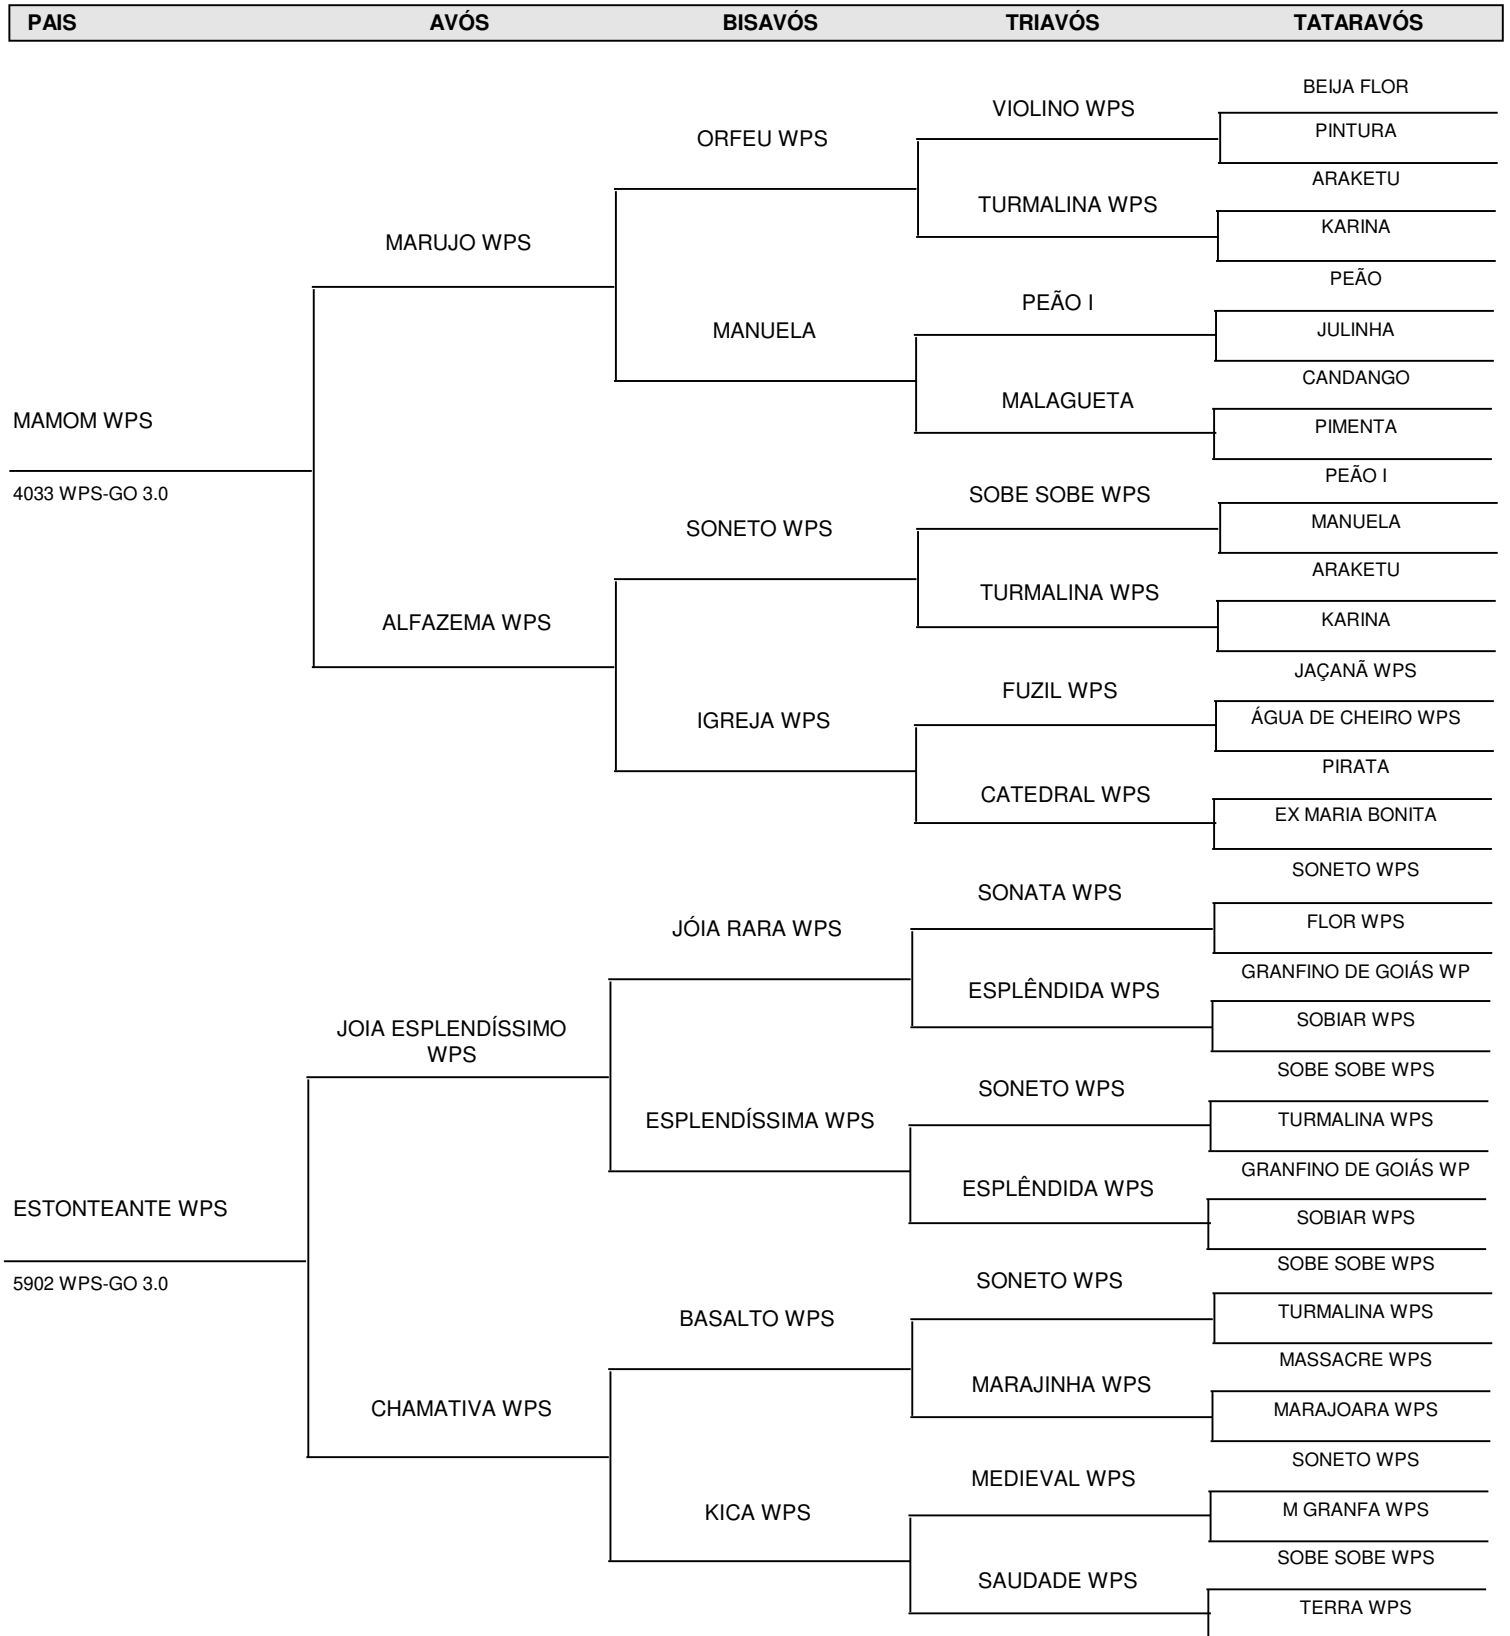 PAIS AVÓS BISAVÓS TRIAVÓS TATARAVÓS
BEIJA FLOR
VIOLINO WPS
PINTURA
ORFEU WPS
ARAKETU
TURMALINA WPS
KARINA
MARUJO WPS
PEÃO
PEÃO I
JULINHA
MANUELA
CANDANGO
MALAGUETA
PIMENTA
MAMOM WPS
4033 WPS-GO 3.0
PEÃO I
SOBE SOBE WPS
MANUELA
SONETO WPS
ARAKETU
TURMALINA WPS
KARINA
ALFAZEMA WPS
JAÇANÃ WPS
FUZIL WPS
ÁGUA DE CHEIRO WPS
IGREJA WPS
PIRATA
CATEDRAL WPS
EX MARIA BONITA
SONETO WPS
SONATA WPS
FLOR WPS
JÓIA RARA WPS
GRANFINO DE GOIÁS WP
ESPLÊNDIDA WPS
SOBIAR WPS
JOIA ESPLENDÍSSIMO
WPS
SOBE SOBE WPS
SONETO WPS
TURMALINA WPS
ESPLENDÍSSIMA WPS
GRANFINO DE GOIÁS WP
ESPLÊNDIDA WPS
SOBIAR WPS
ESTONTEANTE WPS
5902 WPS-GO 3.0
SOBE SOBE WPS
SONETO WPS
TURMALINA WPS
BASALTO WPS
MASSACRE WPS
MARAJINHA WPS
MARAJOARA WPS
CHAMATIVA WPS
SONETO WPS
MEDIEVAL WPS
M GRANFA WPS
KICA WPS
SOBE SOBE WPS
SAUDADE WPS
TERRA WPS